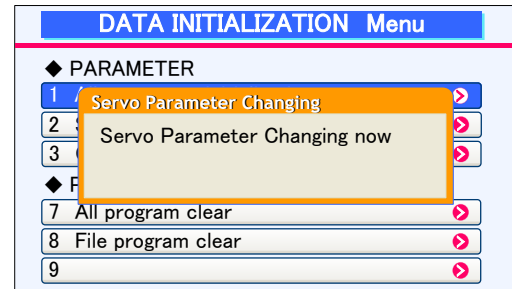 DATA INITIALIZATION Menu
◆ PARAMETER
1
Servo Parameter Changing
2
Servo Parameter Changing now
3
◆
7 All program clear
8 File program clear
9